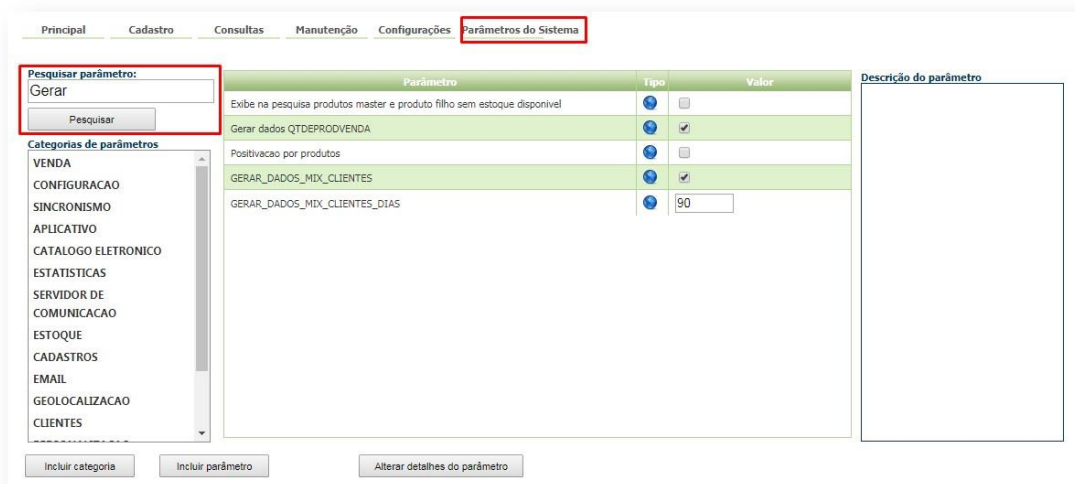 Principal Cadastro Consultas Manutenção Configurações Parâmetros do Sistema
Pesquisar parâmetro:
Gerar
Pesquisar
Categorias de parâmetros
VENDA
CONFIGURACAO
SINCRONISMO
APLICATIVO
CATALOGO ELETRONICO
ESTATISTICAS
SERVIDOR DE
COMUNICACAO
ESTOQUE
CADASTROS
EMAIL
GEOLOCALIZACAO
CLIENTES
Parâmetro Tipo Valor
Exibe na pesquisa produtos master e produto filho sem estoque disponivel
Gerar dados QTDEPRODVENDA
Positivacao por produtos
GERAR_DADOS_MIX_CLIENTES
GERAR_DADOS_MIX_CLIENTES_DIAS 90
Descrição do parâmetro
Incluir categoria Incluir parâmetro Alterar detalhes do parâmetro